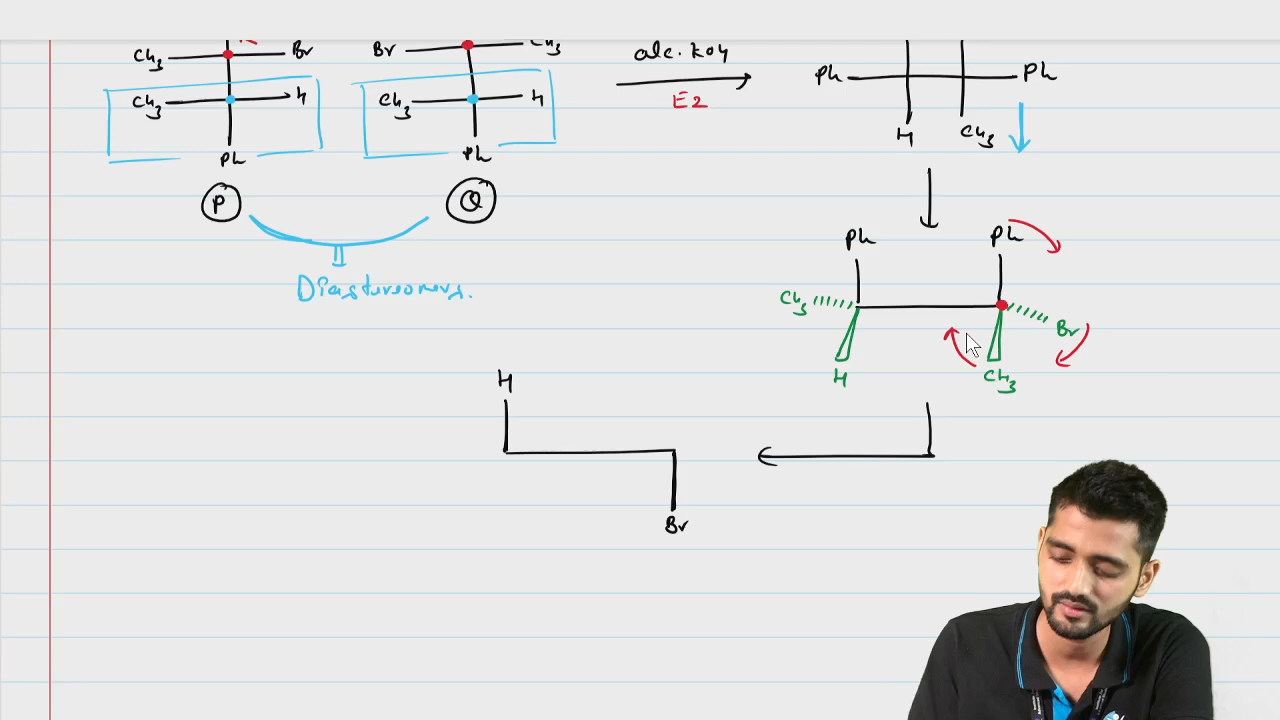 CH3 Br Br CH3 alc. KOH
CH3 H CH3 H E2 Ph Ph
Ph Ph H CH3
P Q
Diastereomers.
Ph Ph
CH3 Br
H CH3
H
Br